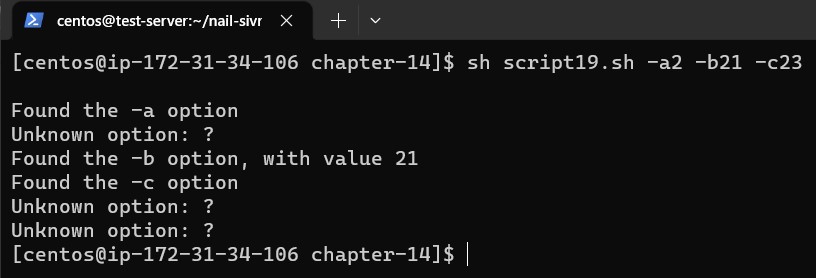 centos@test-server:~/nail-sivr
[centos@ip-172-31-34-106 chapter-14]$ sh script19.sh -a2 -b21 -c23
Found the -a option
Unknown option: ?
Found the -b option, with value 21
Found the -c option
Unknown option: ?
Unknown option: ?
[centos@ip-172-31-34-106 chapter-14]$